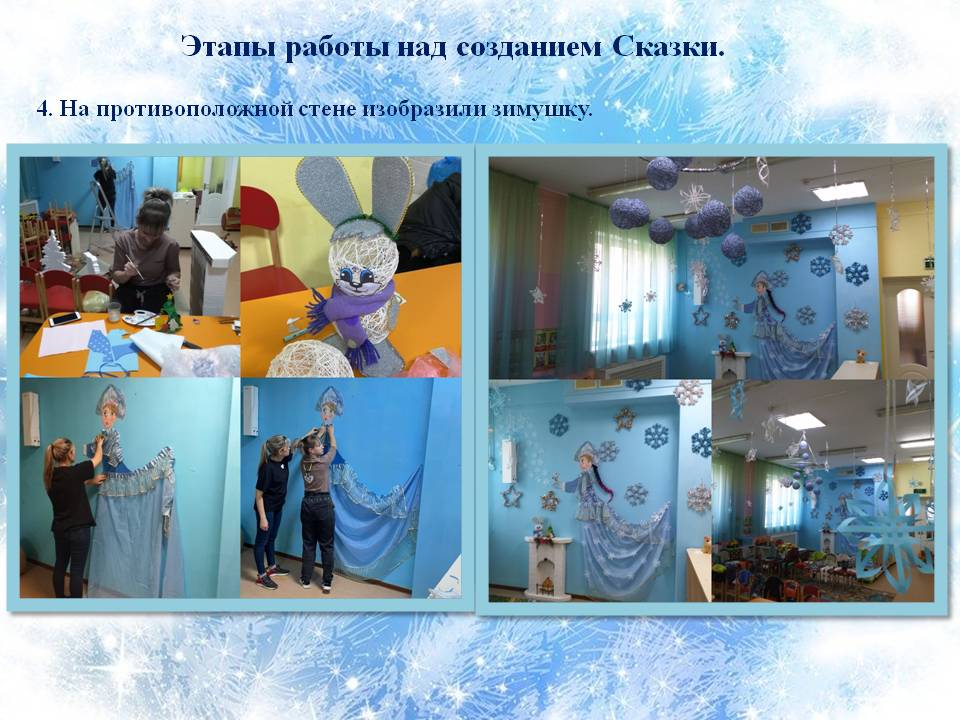 Этапы работы над созданием Сказки.
4. На противоположной стене изобразили зимушку.